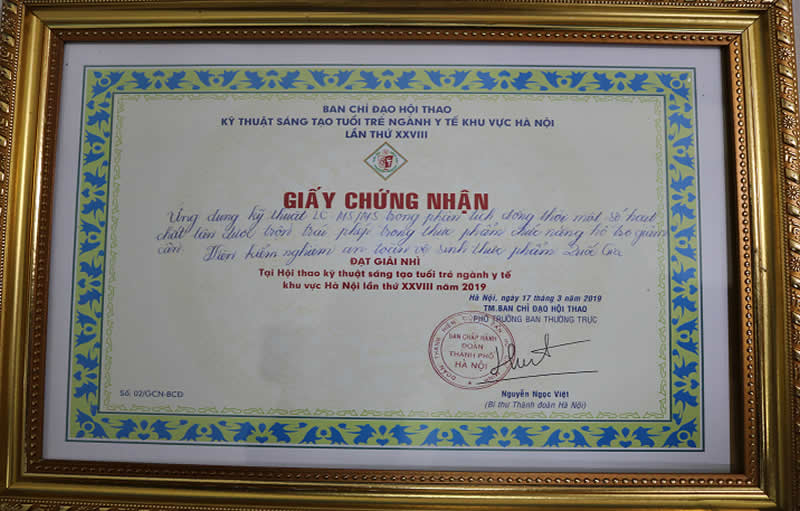 BAN CHỈ ĐẠO HỘI THAO
KỸ THUẬT SÁNG TẠO TUỔI TRẺ NGÀNH Y TẾ KHU VỰC HÀ NỘI
LẦN THỨ XXVIII
GIẤY CHỨNG NHẬN
Ứng dụng kỹ thuật LC-MS/MS trong phân tích đồng thời một số hoạt
chất tân dược trộn trái phép trong thực phẩm chức năng hỗ trợ giảm
cân. Viện kiểm nghiệm an toàn vệ sinh thực phẩm Quốc Gia
ĐẠT GIẢI NHÌ
Tại Hội thao kỹ thuật sáng tạo tuổi trẻ ngành y tế
khu vực Hà Nội lần thứ XXVIII năm 2019
Hà Nội, ngày 17 tháng 3 năm 2019
TM.BAN CHỈ ĐẠO HỘI THAO
PHÓ TRƯỞNG BAN THƯỜNG TRỰC
BAN CHẤP HÀNH
ĐOÀN
THÀNH PHỐ
HÀ NỘI
Nguyễn Ngọc Việt
(Bí thư Thành đoàn Hà Nội)
Số: 02/GCN-BCĐ